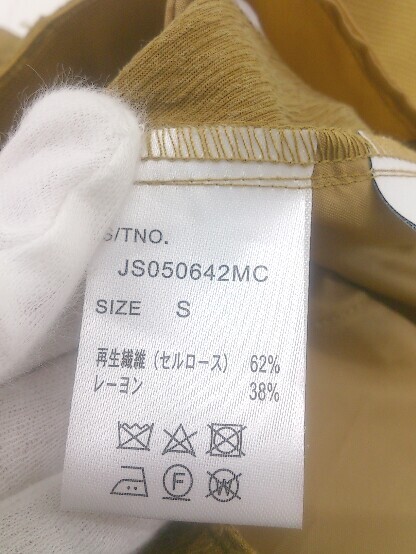 S/TNO.
JS050642MC
SIZE S
再生繊維（セルロース） 62%
レーヨン 38%
F W